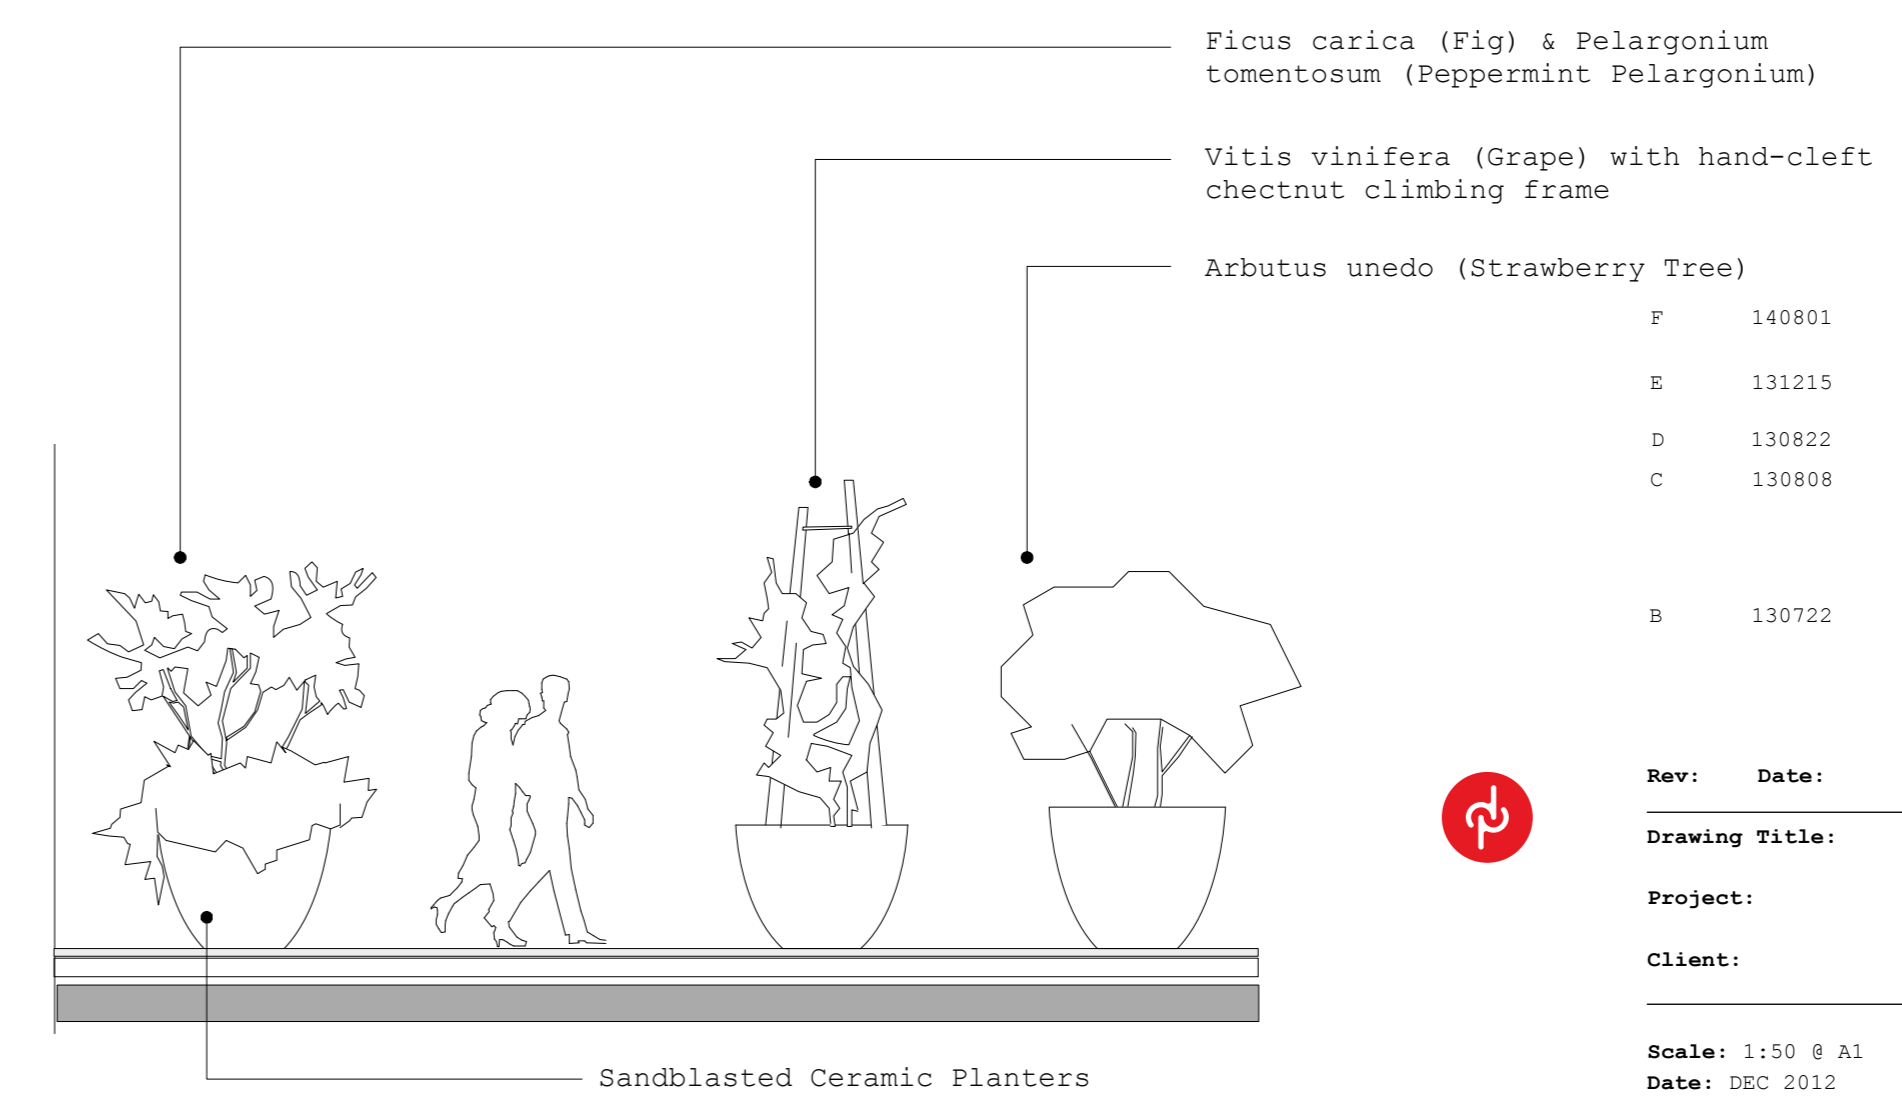 Ficus carica (Fig) & Pelargonium
tomentosum (Peppermint Pelargonium)
Vitis vinifera (Grape) with hand-cleft
chectnut climbing frame
Arbutus unedo (Strawberry Tree)
F 140801
E 131215
D 130822
C 130808
B 130722
Rev: Date:
Drawing Title:
Project:
Client:
Scale: 1:50 @ A1
Date: DEC 2012
Sandblasted Ceramic Planters